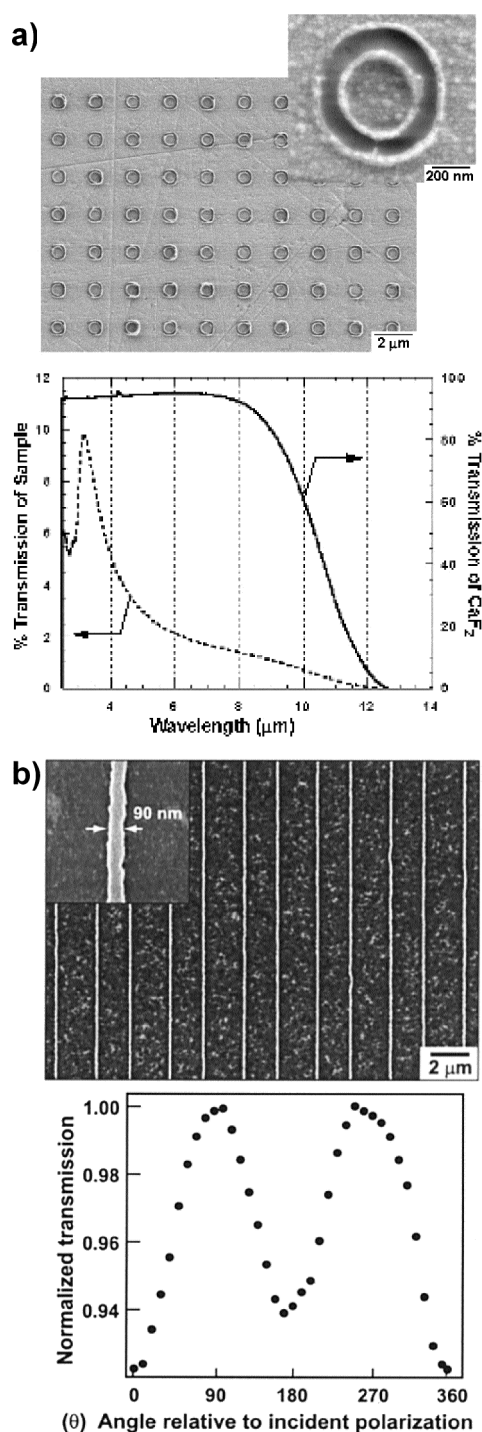 a)
200 nm
2 μm
% Transmission of Sample
12
10
8
6
4
2
0
100
80
60
40
20
0
% Transmission of CaF2
4
6
8
10
12
14
Wavelength (μm)
b)
90 nm
2 μm
Normalized transmission
1.00
0.98
0.96
0.94
0
90
180
270
360
(θ) Angle relative to incident polarization